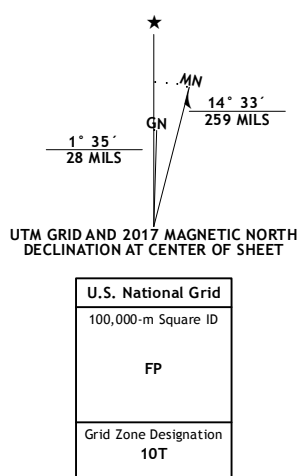 ★
MN
GN
14° 33´
259 MILS
1° 35´
28 MILS
UTM GRID AND 2017 MAGNETIC NORTH
DECLINATION AT CENTER OF SHEET
U.S. National Grid
100,000-m Square ID
FP
Grid Zone Designation
10T